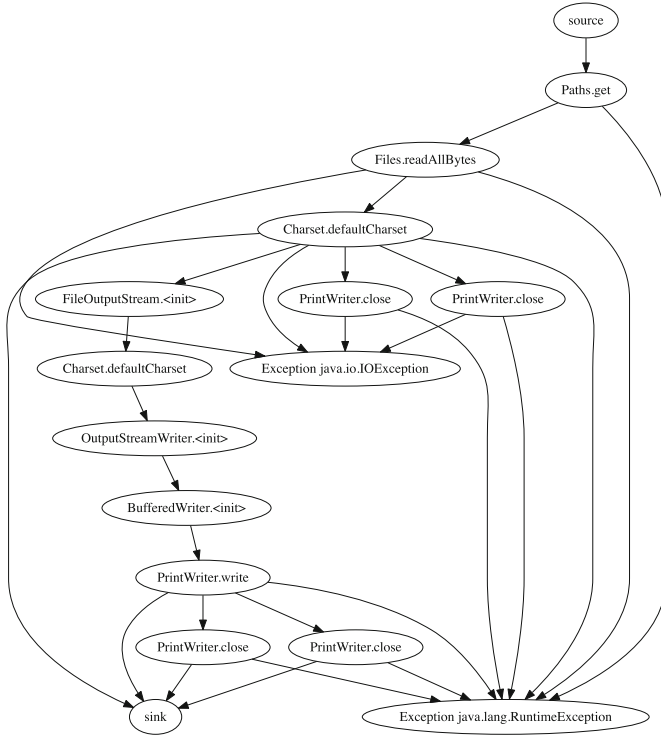 source
Paths.get
Files.readAllBytes
Charset.defaultCharset
FileOutputStream.<init>
PrintWriter.close
PrintWriter.close
Charset.defaultCharset
Exception java.io.IOException
OutputStreamWriter.<init>
BufferedWriter.<init>
PrintWriter.write
PrintWriter.close
PrintWriter.close
sink
Exception java.lang.RuntimeException